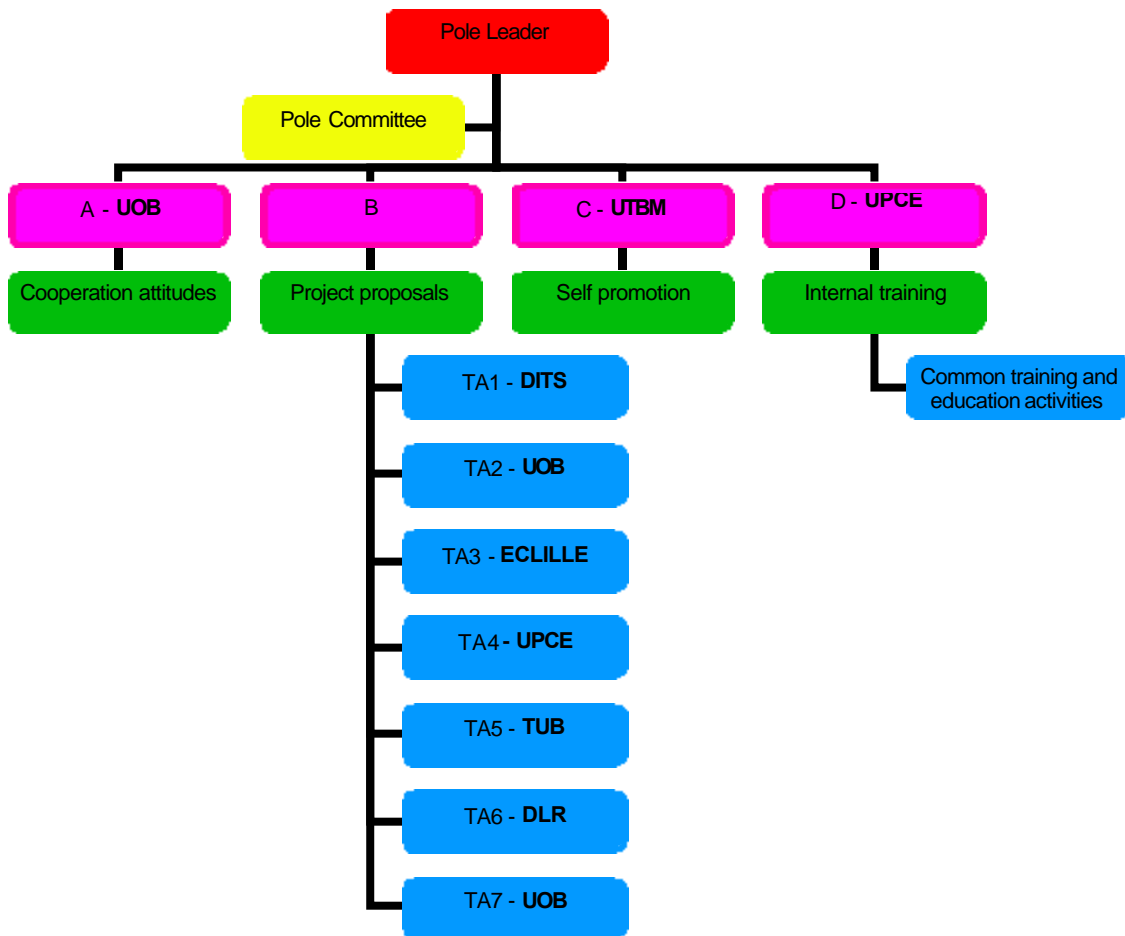 Pole Leader
Pole Committee
A - UOB
B
C - UTBM
D - UPCE
Cooperation attitudes
Project proposals
Self promotion
Internal training
TA1 - DITS
Common training and
education activities
TA2 - UOB
TA3 - ECLILLE
TA4 - UPCE
TA5 - TUB
TA6 - DLR
TA7 - UOB